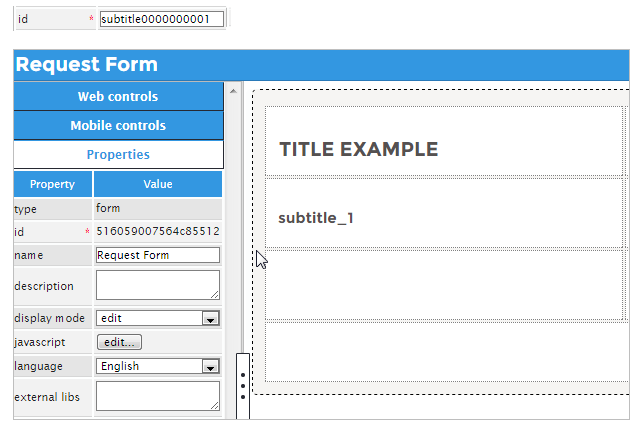 id * subtitle0000000001
Request Form
Web controls
Mobile controls
Properties
Property Value
type form
id * 516059007564c85512
name Request Form
description
display mode edit
javascript edit...
language English
external libs
TITLE EXAMPLE
subtitle_1